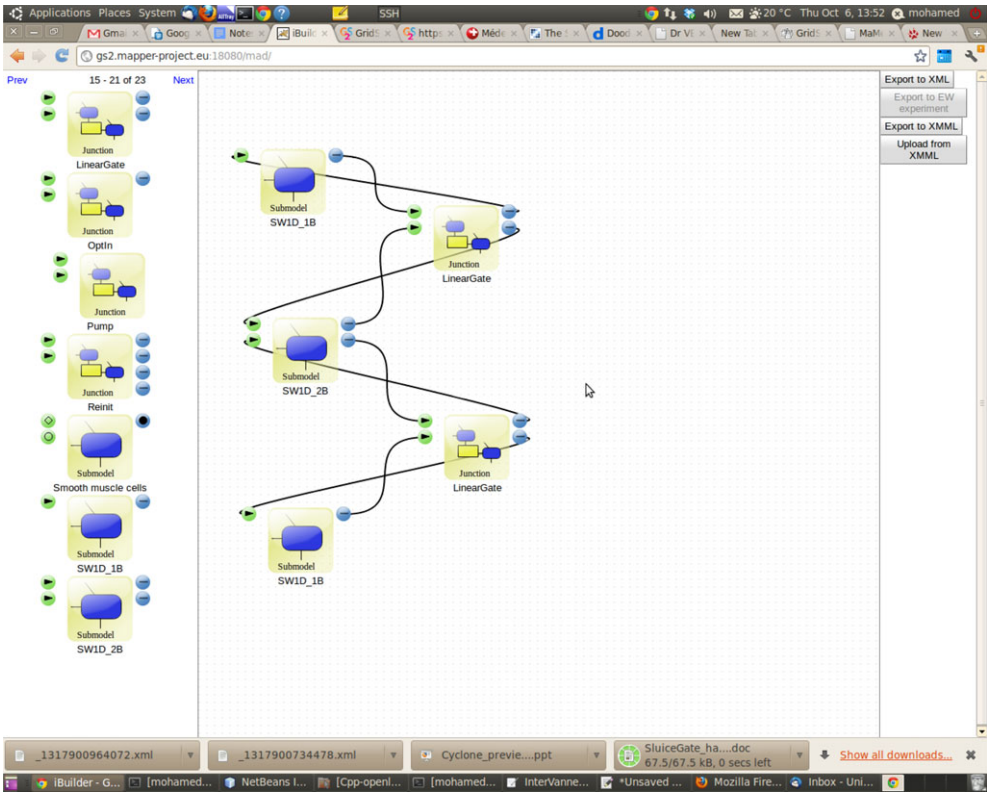 Applications Places System AllTray SSH 20 °C Thu Oct 6, 13:52 mohamed
Gmai Goog Note iBuilc GridS https Méde The Dood Dr VE New Tab GridS MaMe New
gs2.mapper-project.eu:18080/mad/
Prev 15 - 21 of 23 Next
Junction
LinearGate
Junction
OptIn
Junction
Pump
Junction
Reinit
Submodel
Smooth muscle cells
Submodel
SW1D_1B
Submodel
SW1D_2B
Submodel
SW1D_1B
Junction
LinearGate
Submodel
SW1D_2B
Junction
LinearGate
Submodel
SW1D_1B
Export to XML
Export to EW
experiment
Export to XMML
Upload from
XMML
_1317900964072.xml _1317900734478.xml Cyclone_previe....ppt SluiceGate_ha....doc
67.5/67.5 kB, 0 secs left
Show all downloads...
iBuilder - G... [mohamed... NetBeans I... [Cpp-openl... [mohamed... InterVanne... *Unsaved ... Mozilla Fire... Inbox - Uni...